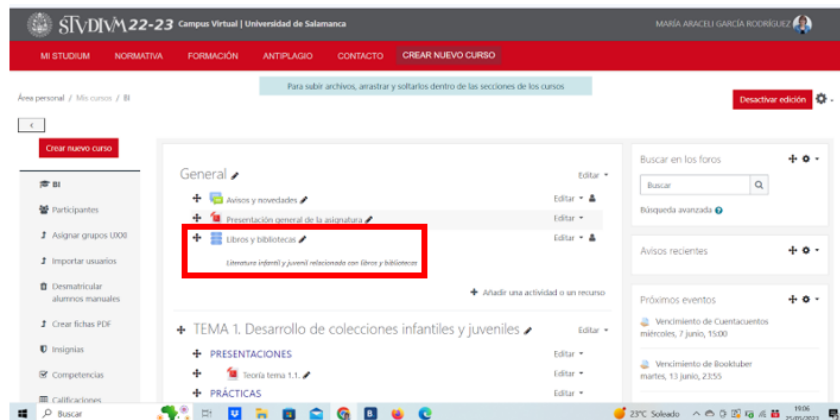 STVDIVM 22-23 Campus Virtual | Universidad de Salamanca
MARÍA ARACELI GARCÍA RODRÍGUEZ
MI STUDIUM NORMATIVA FORMACIÓN ANTIPLAGIO CONTACTO CREAR NUEVO CURSO
Para subir archivos, arrastrar y soltarlos dentro de las secciones de los cursos
Área personal / Mis cursos / BI
Desactivar edición
Crear nuevo curso
BI
Participantes
Asignar grupos UXXI
Importar usuarios
Desmatricular
alumnos manuales
Crear fichas PDF
Insignias
Competencias
Calificaciones
General
Editar
Avisos y novedades
Editar
Presentación general de la asignatura
Editar
Libros y bibliotecas
Editar
Literatura infantil y juvenil relacionada con libros y bibliotecas
Añadir una actividad o un recurso
TEMA 1. Desarrollo de colecciones infantiles y juveniles
Editar
PRESENTACIONES
Editar
Teoría tema 1.1.
Editar
PRÁCTICAS
Editar
Buscar en los foros
Buscar
Búsqueda avanzada
Avisos recientes
Próximos eventos
Vencimiento de Cuentacuentos
miércoles, 7 junio, 15:00
Vencimiento de Booktuber
martes, 13 junio, 23:55
Buscar
23°C Soleado
19:06
25/05/2023